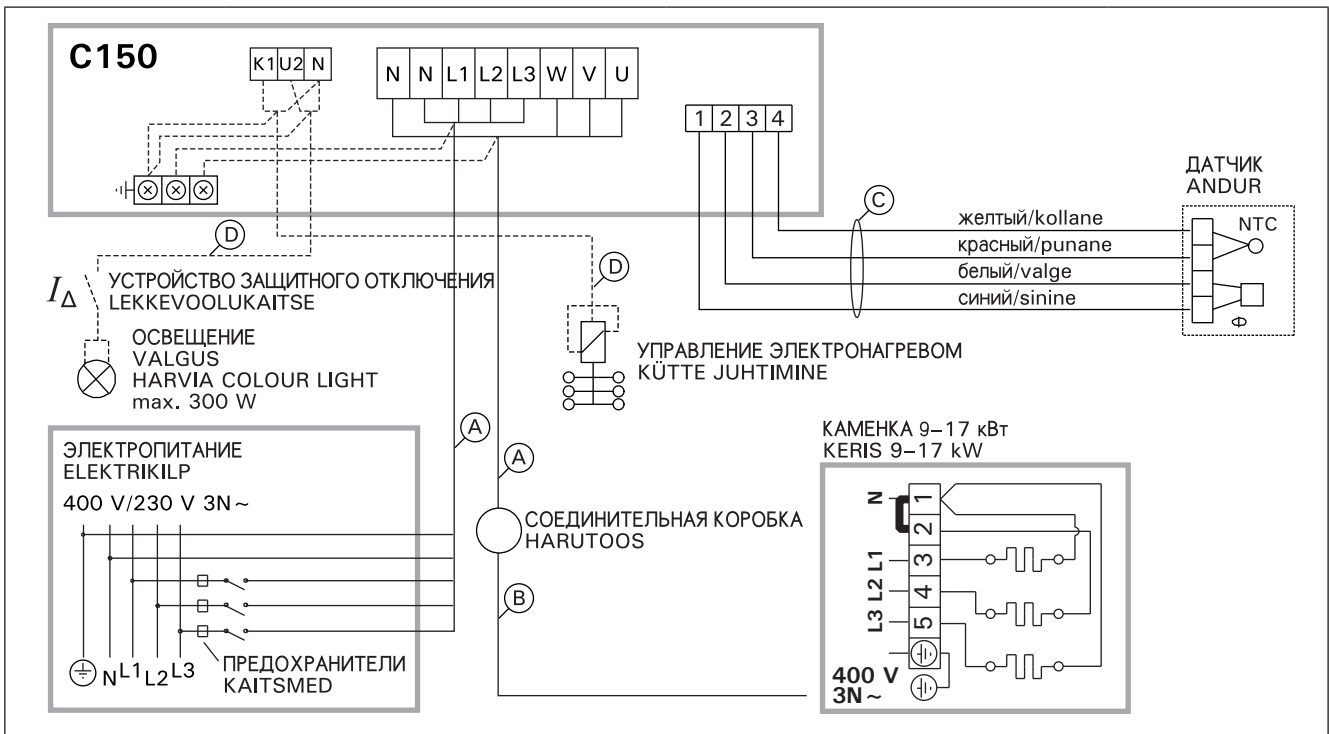 C150
K1 U2 N
N N L1 L2 L3 W V U
1 2 3 4
ДАТЧИК
ANDUR
NTC
C
желтый/kollane
красный/punane
белый/valge
синий/sinine
D
I∆
УСТРОЙСТВО ЗАЩИТНОГО ОТКЛЮЧЕНИЯ
LEKKEVOOLUKAITSE
ОСВЕЩЕНИЕ
VALGUS
HARVIA COLOUR LIGHT
max. 300 W
D
УПРАВЛЕНИЕ ЭЛЕКТРОНАГРЕВОМ
KÜTTE JUHTIMINE
A
A
ЭЛЕКТРОПИТАНИЕ
ELEKTRIKILP
400 V/230 V 3N~
N L1 L2 L3
ПРЕДОХРАНИТЕЛИ
KAITSMED
СОЕДИНИТЕЛЬНАЯ КОРОБКА
HARUTOOS
B
КАМЕНКА 9–17 кВт
KERIS 9–17 kW
N
1
2
L1 3
L2 4
L3 5
400 V
3N~